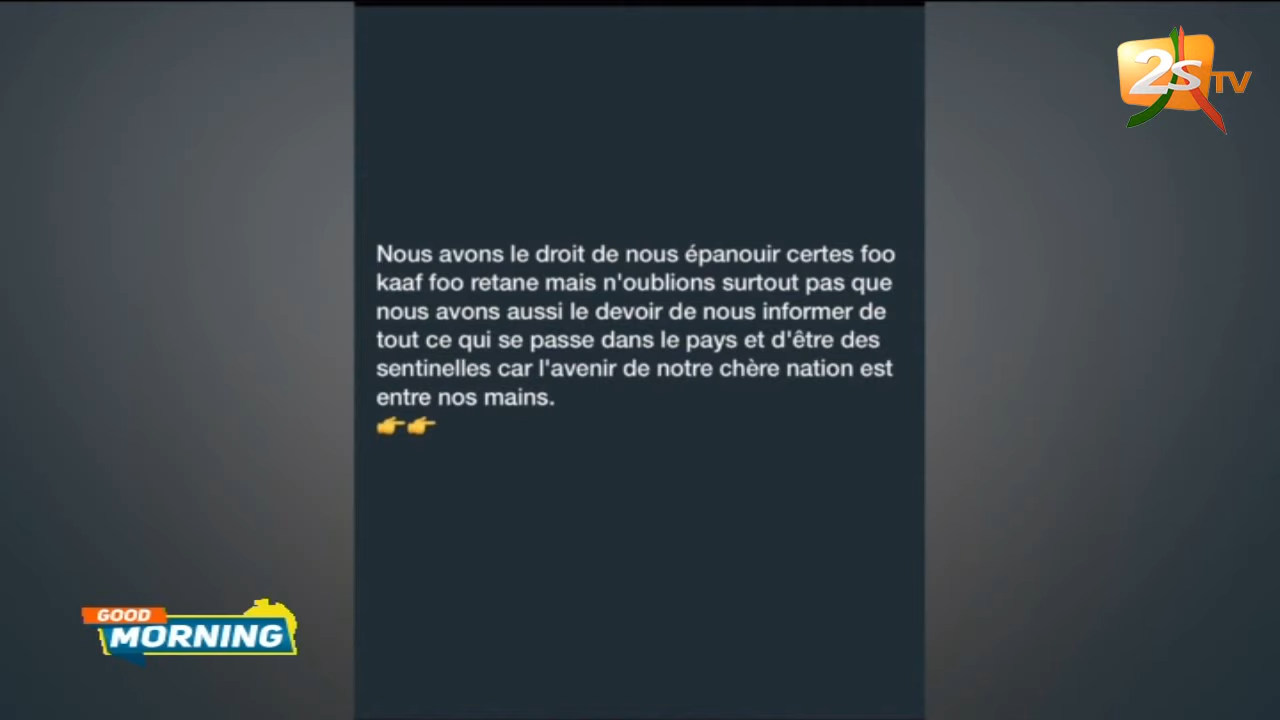 2s TV
Nous avons le droit de nous épanouir certes foo
kaaf foo retane mais n'oublions surtout pas que
nous avons aussi le devoir de nous informer de
tout ce qui se passe dans le pays et d'être des
sentinelles car l'avenir de notre chère nation est
entre nos mains.
👉👉
GOOD
MORNING